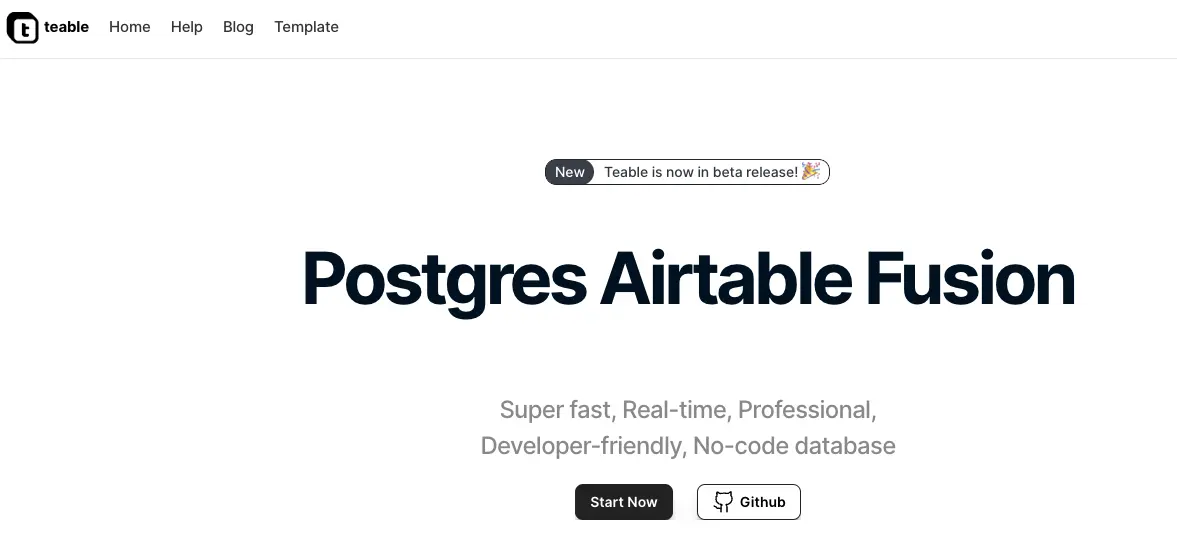 teable Home Help Blog Template
New Teable is now in beta release! 🎉
Postgres Airtable Fusion
Super fast, Real-time, Professional,
Developer-friendly, No-code database
Start Now Github